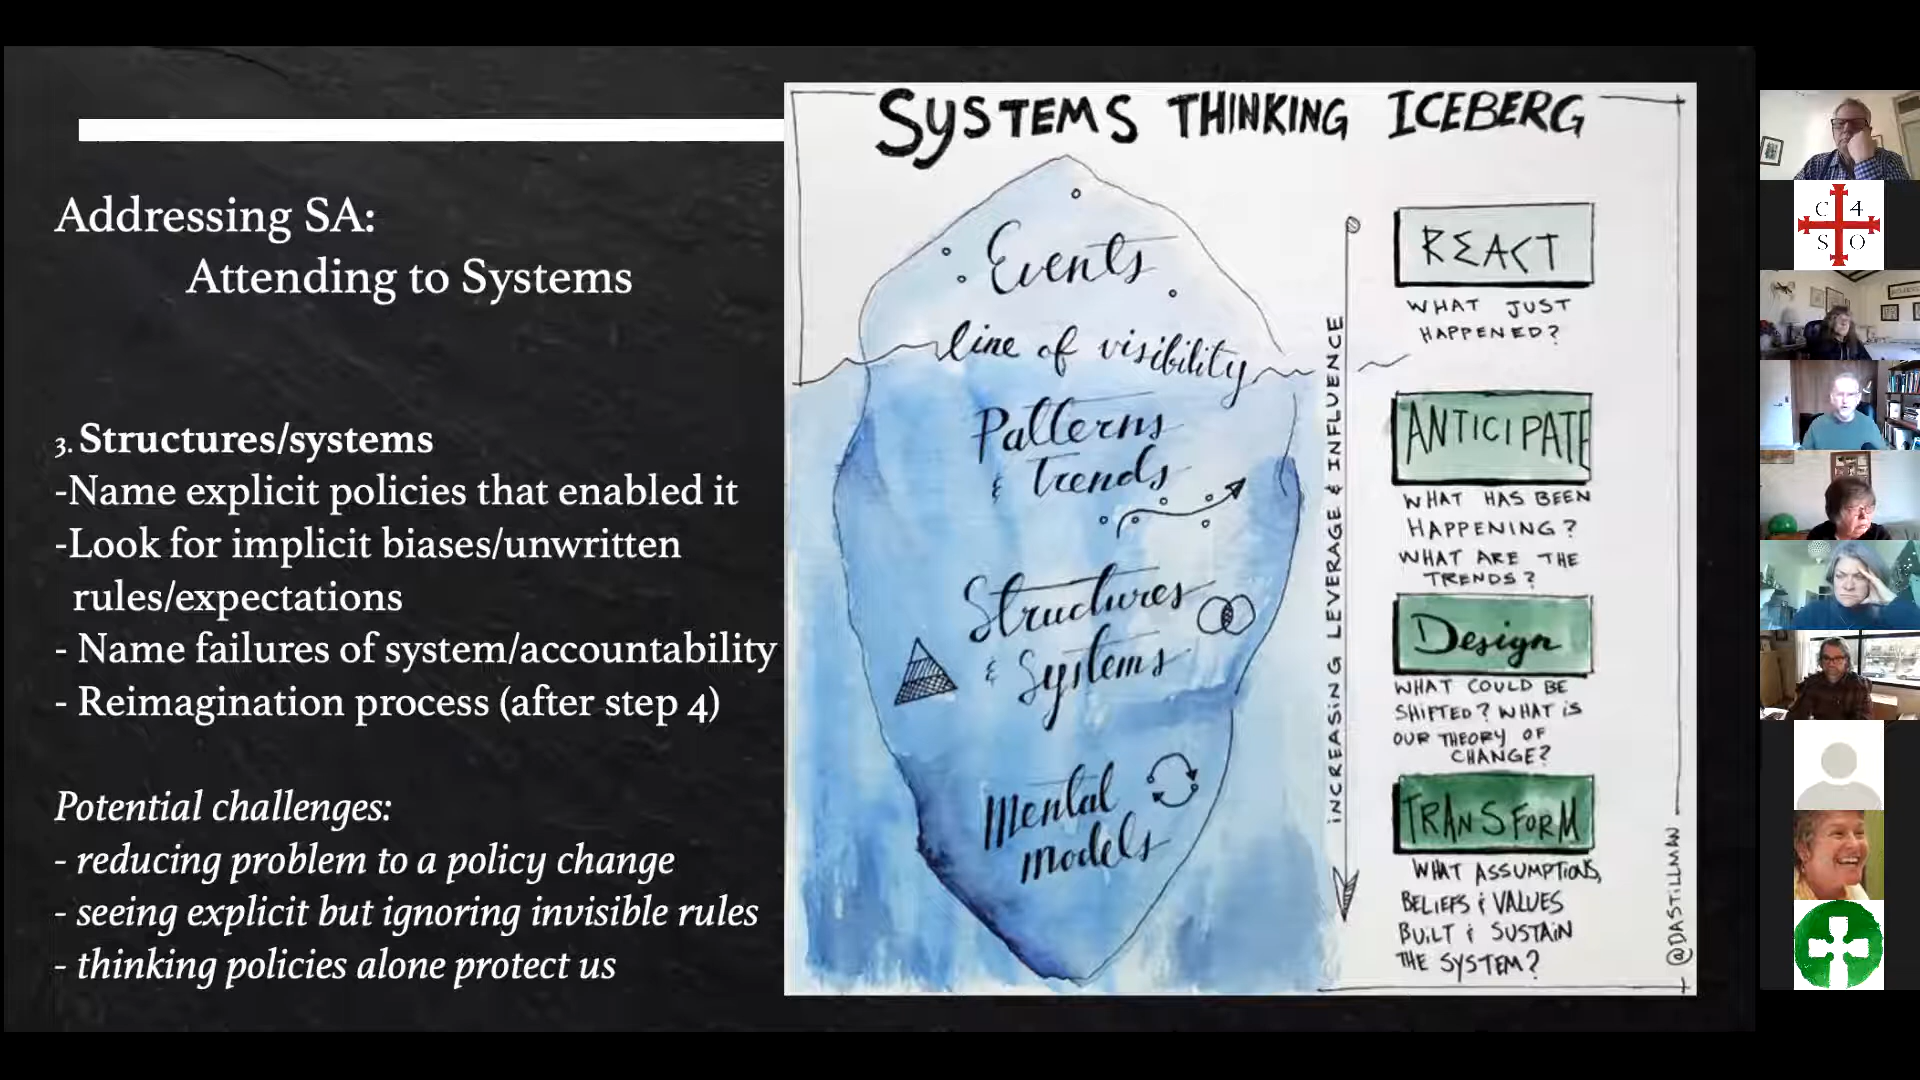 Addressing SA:
Attending to Systems
3. Structures/systems
-Name explicit policies that enabled it
-Look for implicit biases/unwritten
rules/expectations
- Name failures of system/accountability
- Reimagination process (after step 4)
Potential challenges:
- reducing problem to a policy change
- seeing explicit but ignoring invisible rules
- thinking policies alone protect us
SYSTEMS THINKING ICEBERG
Events
line of visibility
Patterns
& trends
Structures
& Systems
Mental
models
INCREASING LEVERAGE & INFLUENCE
REACT
WHAT JUST
HAPPENED?
ANTICIPATE
WHAT HAS BEEN
HAPPENING?
WHAT ARE THE
TRENDS?
Design
WHAT COULD BE
SHIFTED? WHAT IS
OUR THEORY OF
CHANGE?
TRANSFORM
WHAT ASSUMPTIONS,
BELIEFS & VALUES
BUILT & SUSTAIN
THE SYSTEM?
@DASTILLMAN
C 4
S O